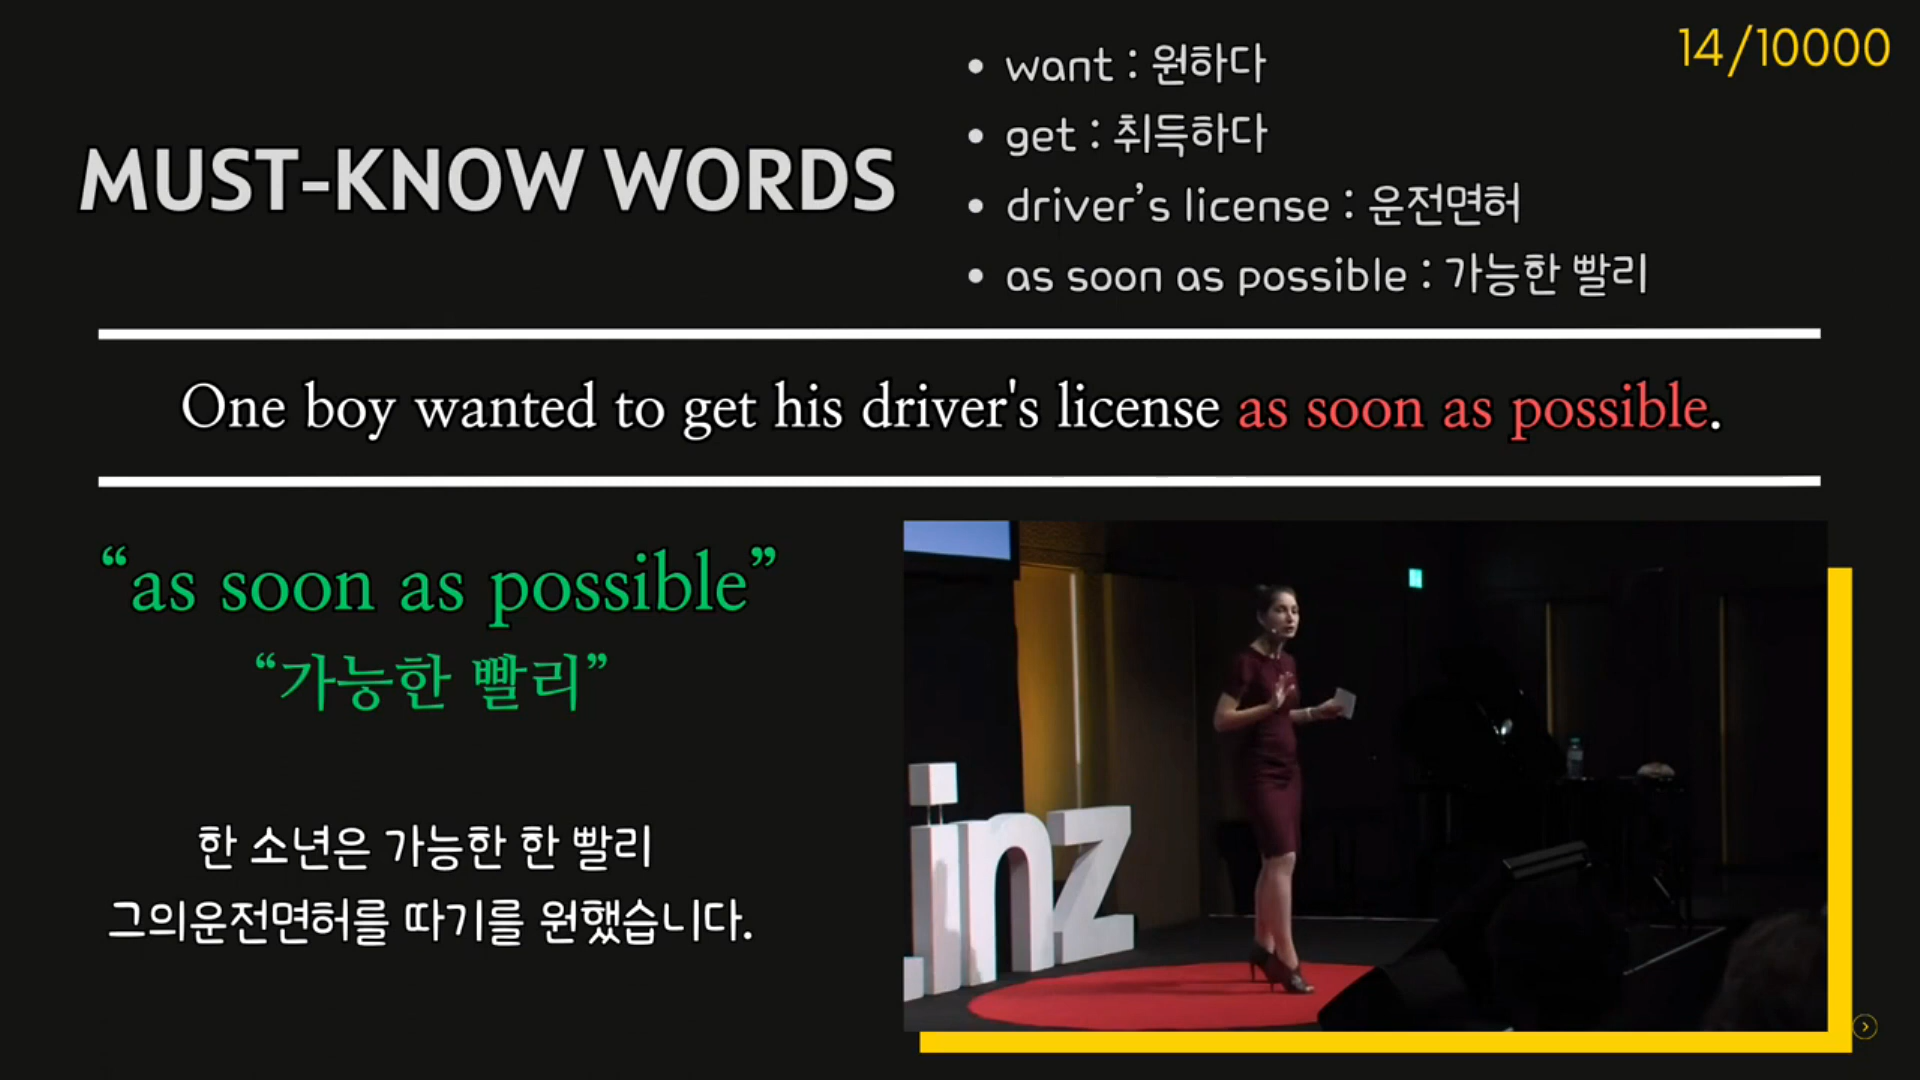 14/10000
MUST-KNOW WORDS
• want : 원하다
• get : 취득하다
• driver’s license : 운전면허
• as soon as possible : 가능한 빨리
One boy wanted to get his driver's license as soon as possible.
“as soon as possible”
“가능한 빨리”
한 소년은 가능한 한 빨리
그의운전면허를 따기를 원했습니다.
inz